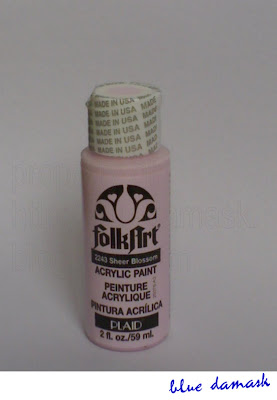 MADE IN USA
MADE IN USA
MADE IN USA
folkArt
2243 Sheer Blossom
ACRYLIC PAINT
PEINTURE
ACRYLIQUE
PINTURA ACRÍLICA
PLAID
2 fl. oz./59 ml.
blue damask